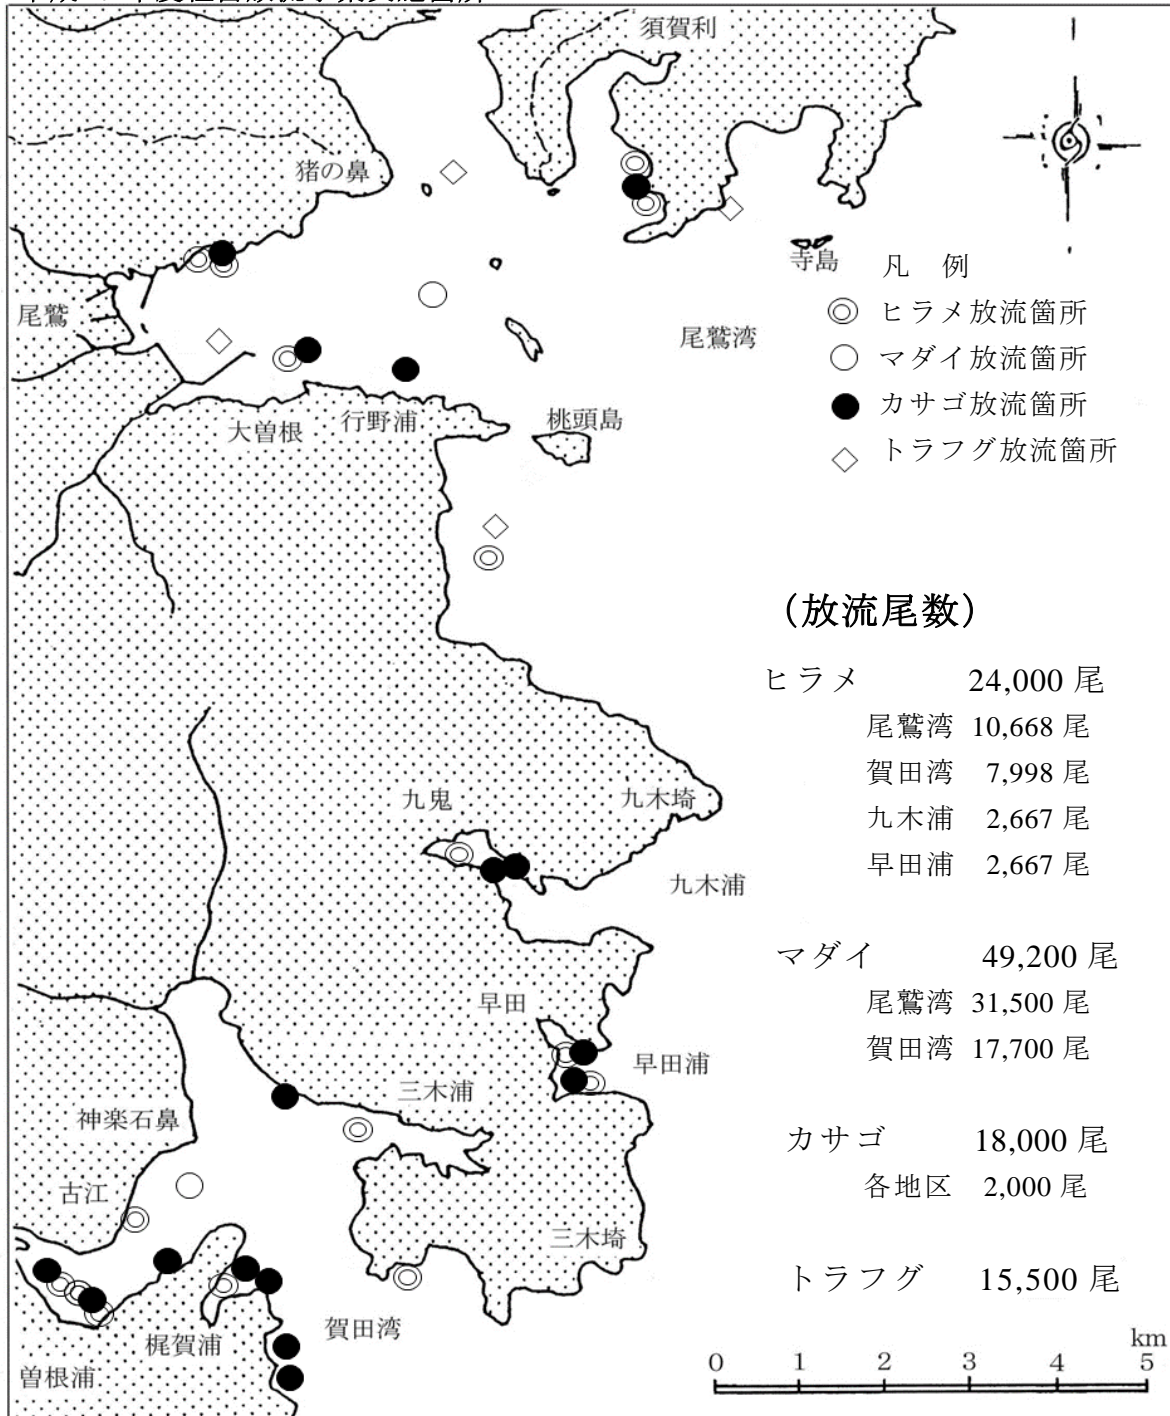 須賀利
猪の鼻
寺島
尾鷲
尾鷲湾
凡 例
ヒラメ放流箇所
マダイ放流箇所
カサゴ放流箇所
トラフグ放流箇所
大曽根
行野浦
桃頭島
(放流尾数)
ヒラメ 24,000 尾
尾鷲湾 10,668 尾
賀田湾 7,998 尾
九木浦 2,667 尾
早田浦 2,667 尾
マダイ 49,200 尾
尾鷲湾 31,500 尾
賀田湾 17,700 尾
カサゴ 18,000 尾
各地区 2,000 尾
トラフグ 15,500 尾
九鬼
九木埼
九木浦
早田
早田浦
三木浦
神楽石鼻
古江
三木埼
賀田湾
梶賀浦
曽根浦
km
0 1 2 3 4 5